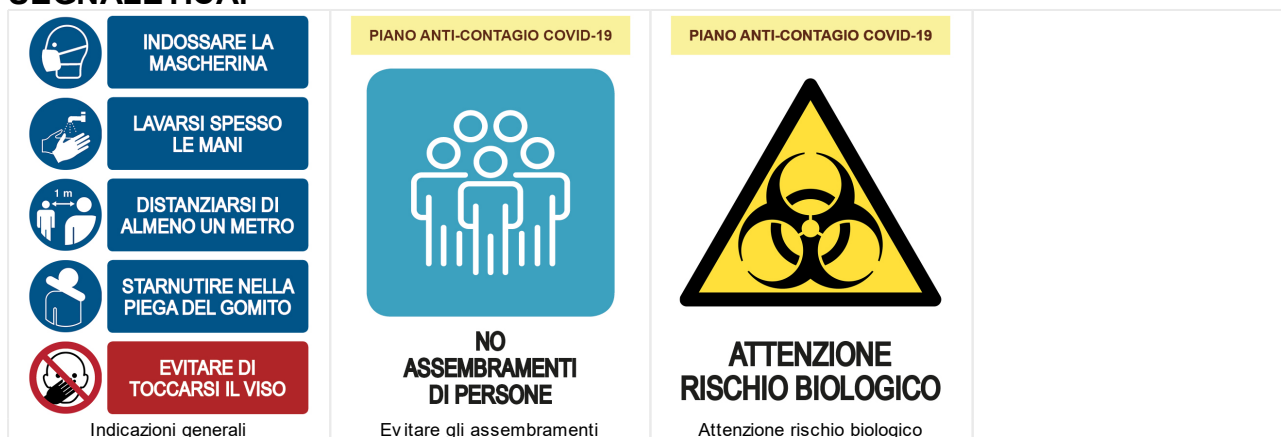 SEGNALETICA:
INDOSSARE LA
MASCHERINA
LAVARSI SPESSO
LE MANI
1 m
DISTANZIARSI DI
ALMENO UN METRO
STARNUTIRE NELLA
PIEGA DEL GOMITO
EVITARE DI
TOCCARSI IL VISO
Indicazioni generali
PIANO ANTI-CONTAGIO COVID-19
NO
ASSEMBRAMENTI
DI PERSONE
Evitare gli assembramenti
PIANO ANTI-CONTAGIO COVID-19
ATTENZIONE
RISCHIO BIOLOGICO
Attenzione rischio biologico